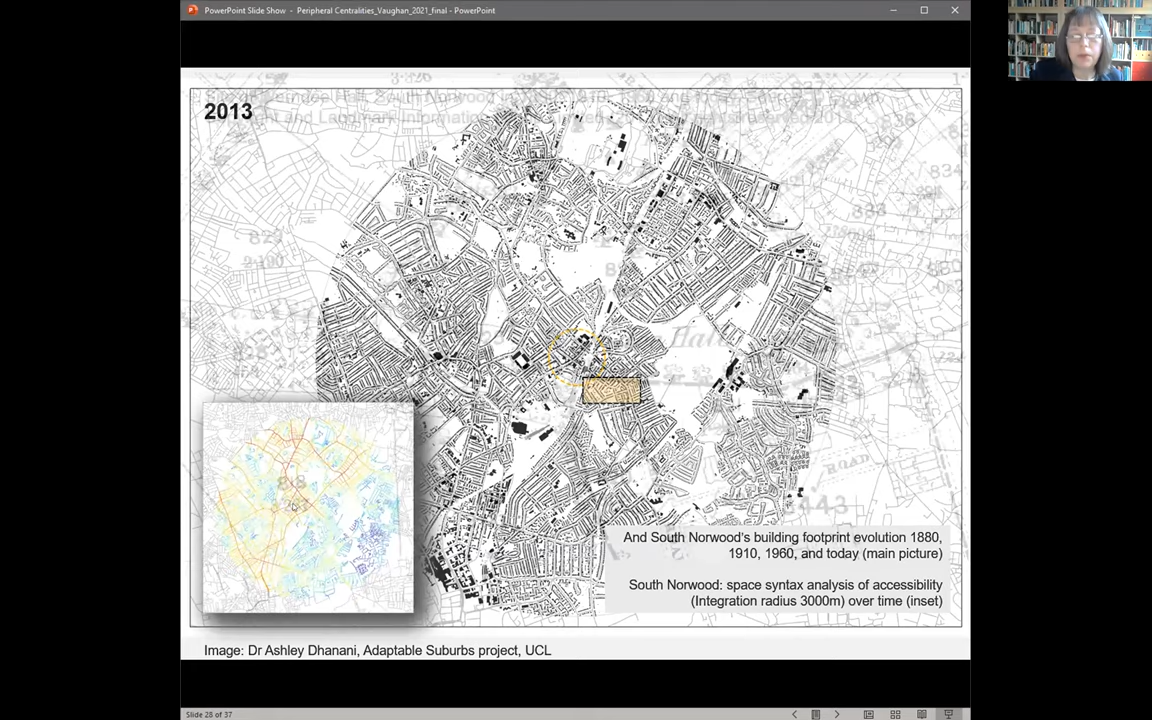 PowerPoint Slide Show - Peripheral Centralities_Vaughan_2021_final - PowerPoint
2013
And South Norwood's building footprint evolution 1880,
1910, 1960, and today (main picture)
South Norwood: space syntax analysis of accessibility
(Integration radius 3000m) over time (inset)
Image: Dr Ashley Dhanani, Adaptable Suburbs project, UCL
Slide 28 of 37